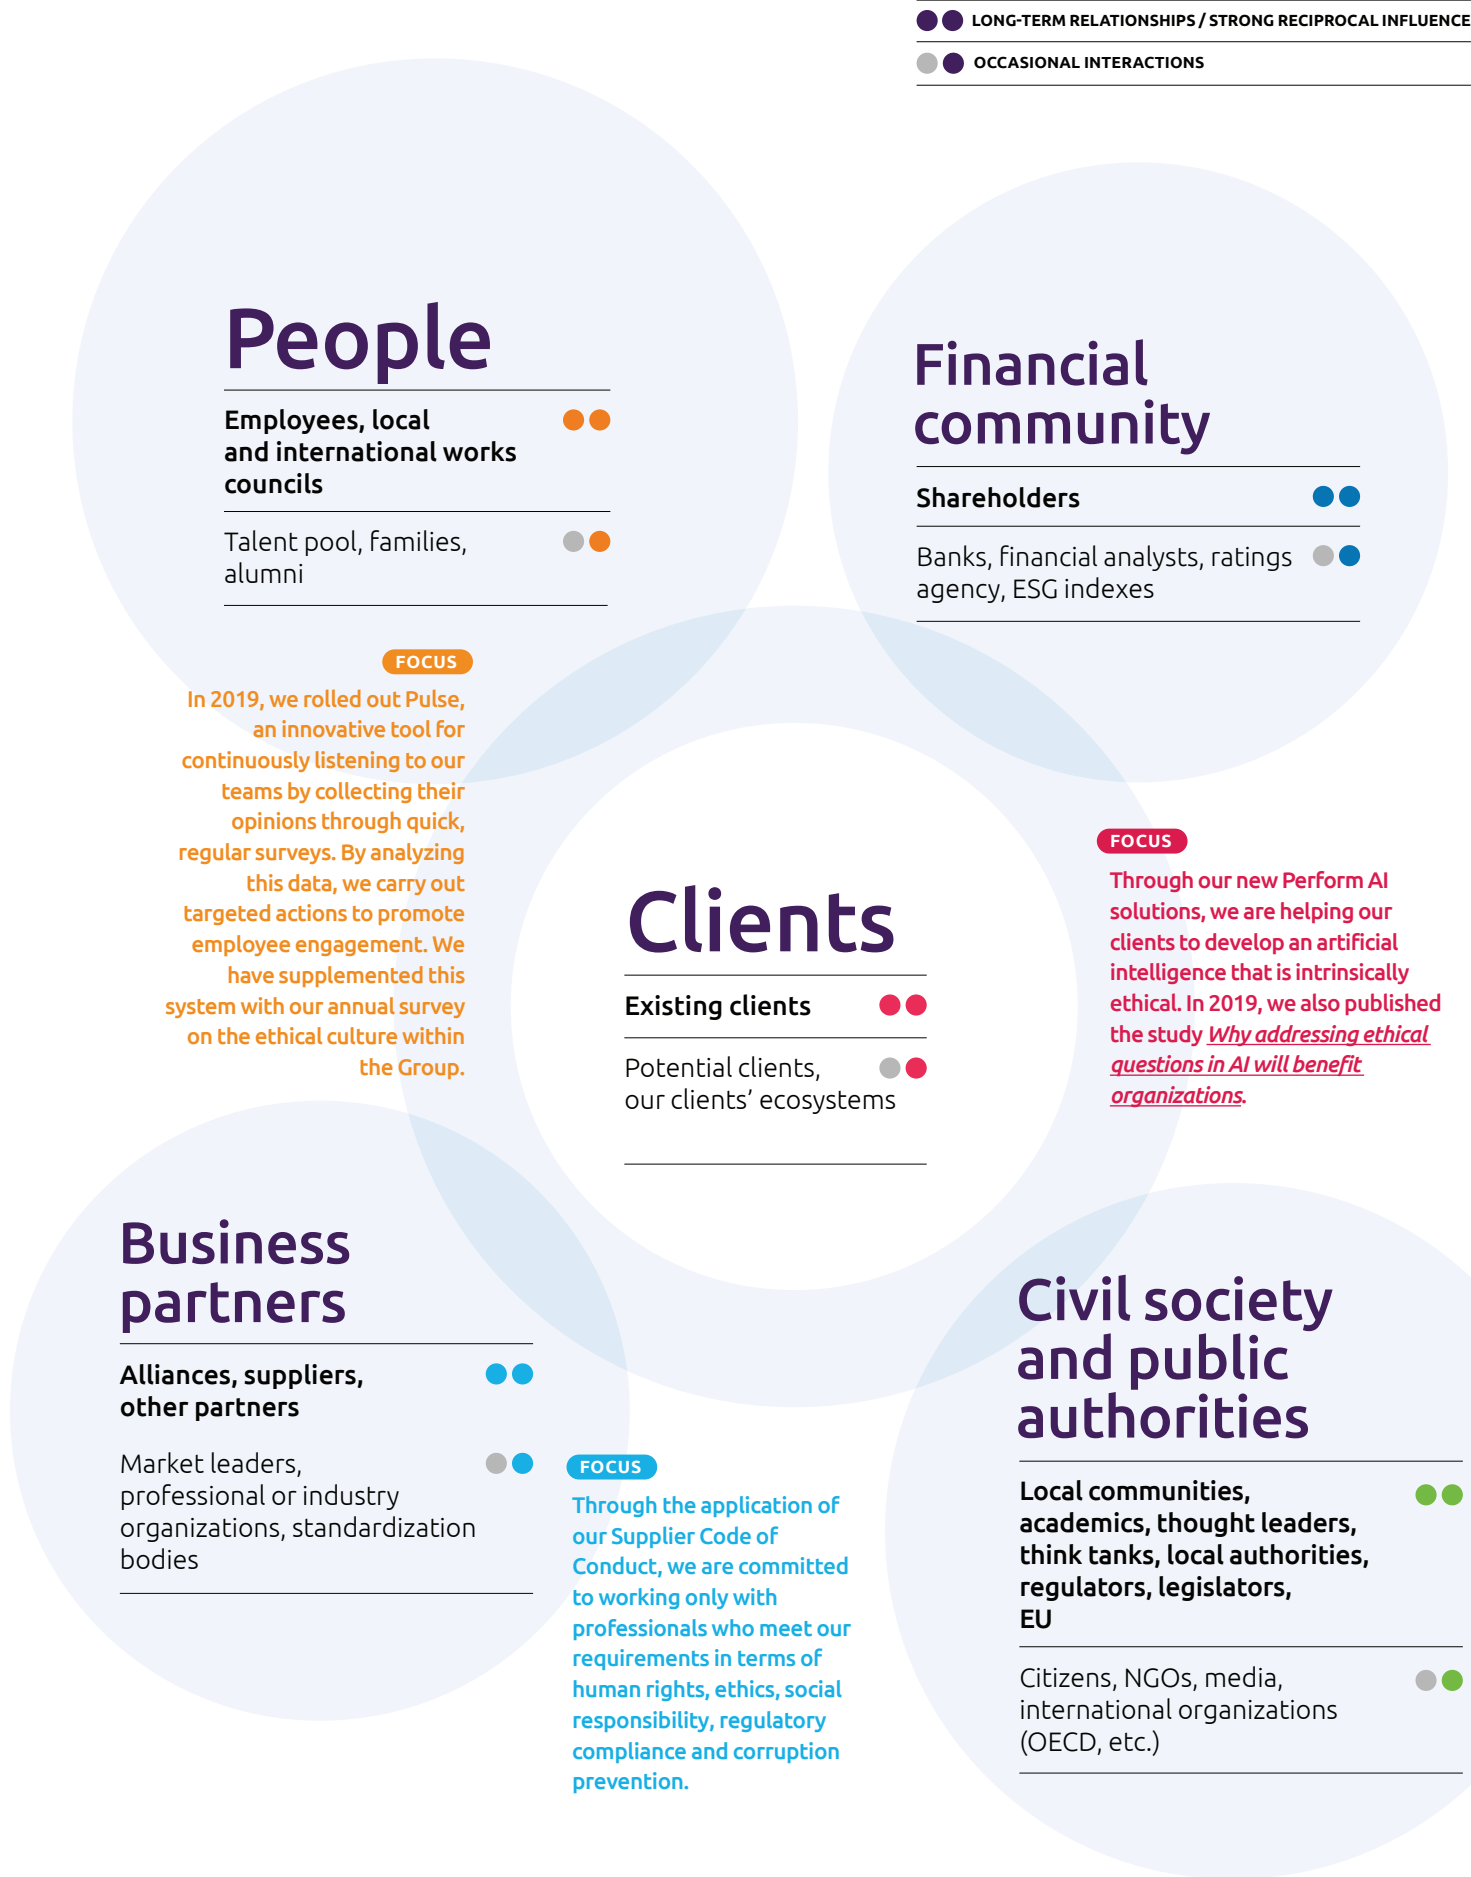 LONG-TERM RELATIONSHIPS / STRONG RECIPROCAL INFLUENCE
OCCASIONAL INTERACTIONS
People
Employees, local
and international works
councils
Talent pool, families,
alumni
Financial
community
Shareholders
Banks, financial analysts, ratings
agency, ESG indexes
FOCUS
In 2019, we rolled out Pulse,
an innovative tool for
continuously listening to our
teams by collecting their
opinions through quick,
regular surveys. By analyzing
this data, we carry out
targeted actions to promote
employee engagement. We
have supplemented this
system with our annual survey
on the ethical culture within
the Group.
Clients
Existing clients
Potential clients,
our clients’ ecosystems
FOCUS
Through our new Perform AI
solutions, we are helping our
clients to develop an artificial
intelligence that is intrinsically
ethical. In 2019, we also published
the study Why addressing ethical
questions in AI will benefit
organizations.
Business
partners
Alliances, suppliers,
other partners
Market leaders,
professional or industry
organizations, standardization
bodies
FOCUS
Through the application of
our Supplier Code of
Conduct, we are committed
to working only with
professionals who meet our
requirements in terms of
human rights, ethics, social
responsibility, regulatory
compliance and corruption
prevention.
Civil society
and public
authorities
Local communities,
academics, thought leaders,
think tanks, local authorities,
regulators, legislators,
EU
Citizens, NGOs, media,
international organizations
(OECD, etc.)